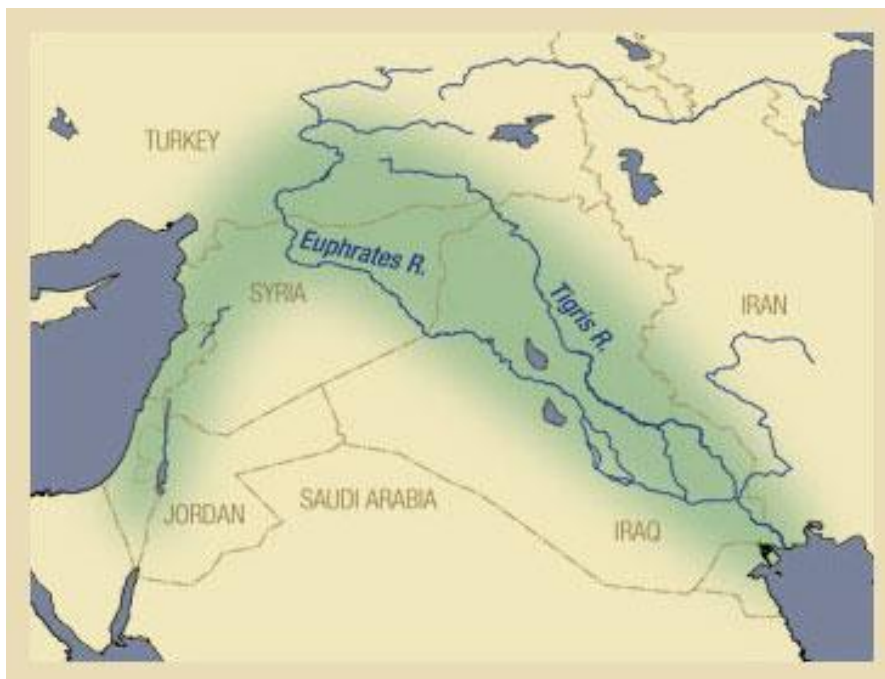 TURKEY
Euphrates R.
SYRIA
Tigris R.
IRAN
JORDAN
SAUDI ARABIA
IRAQ